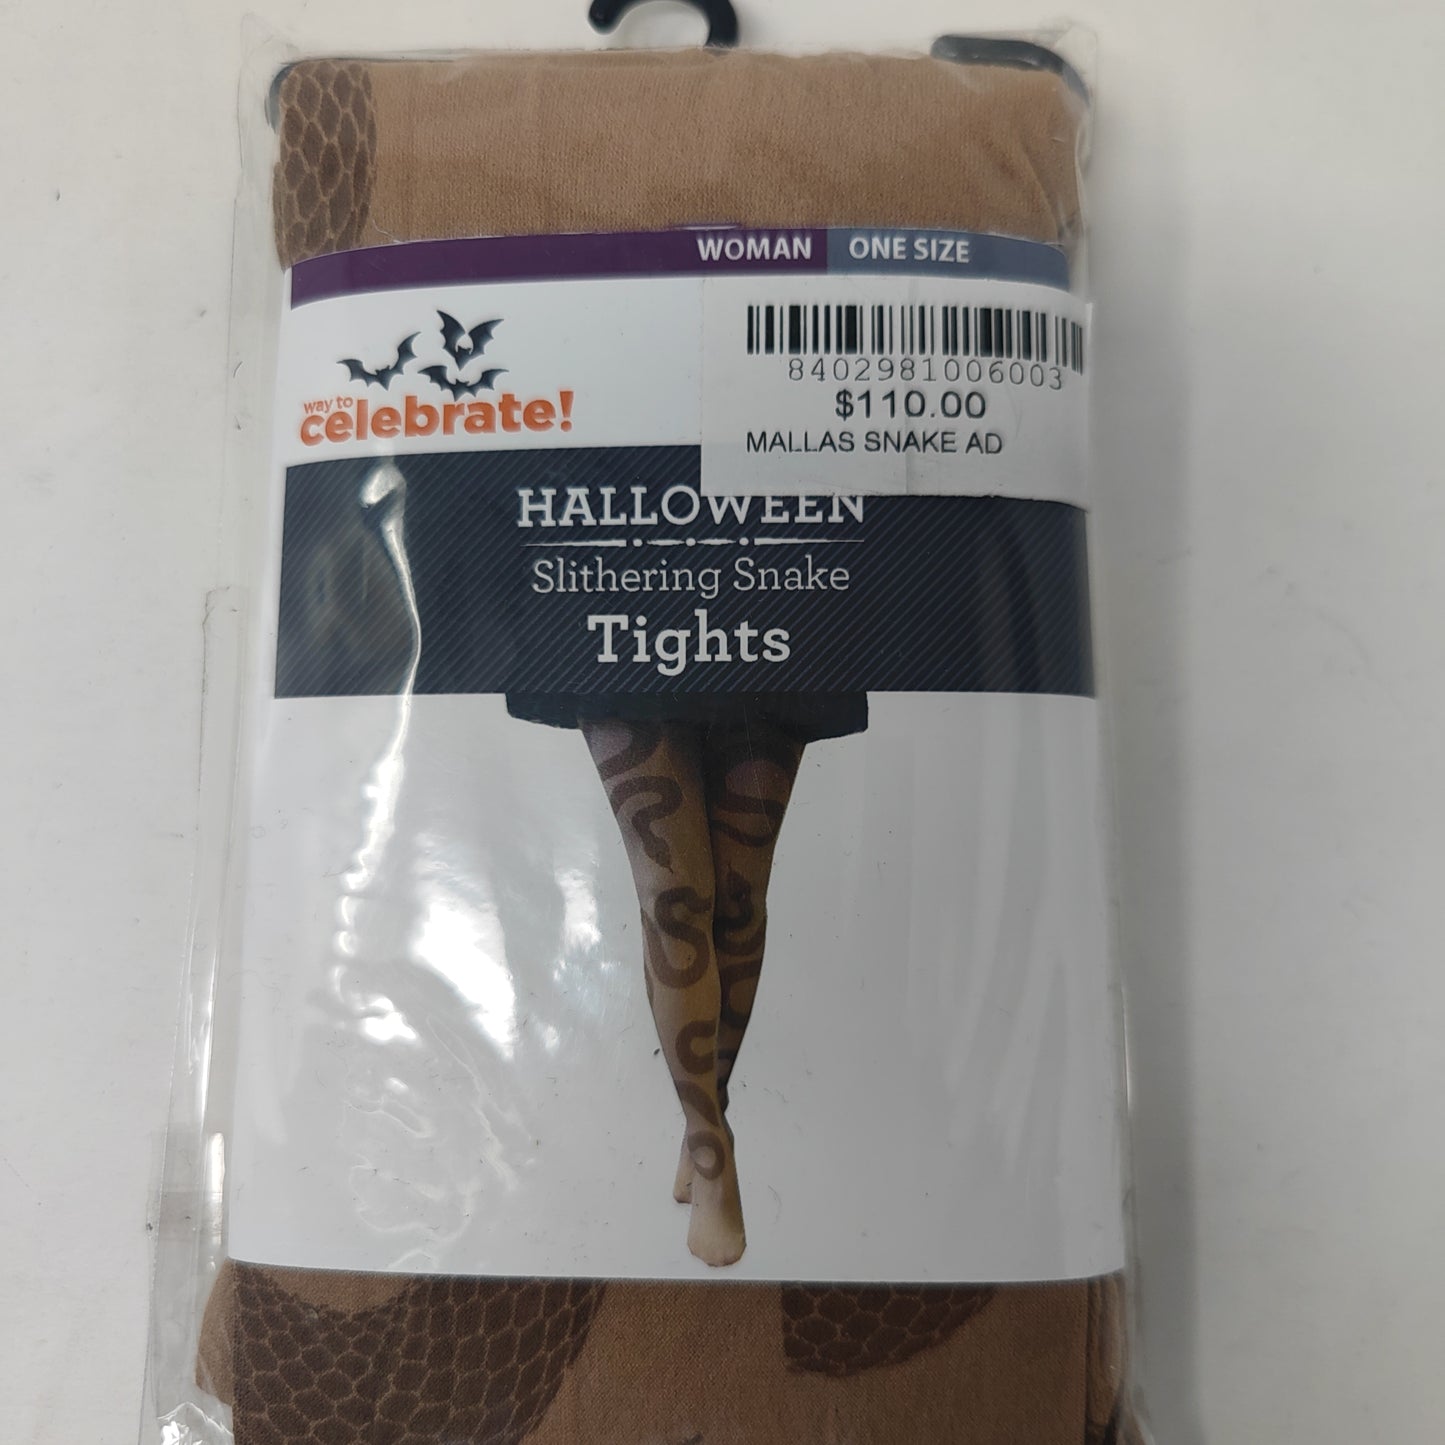 WOMAN ONE SIZE
8402981006003
$110.00
MALLAS SNAKE AD
way to
celebrate!
HALLOWEEN
Slithering Snake
Tights